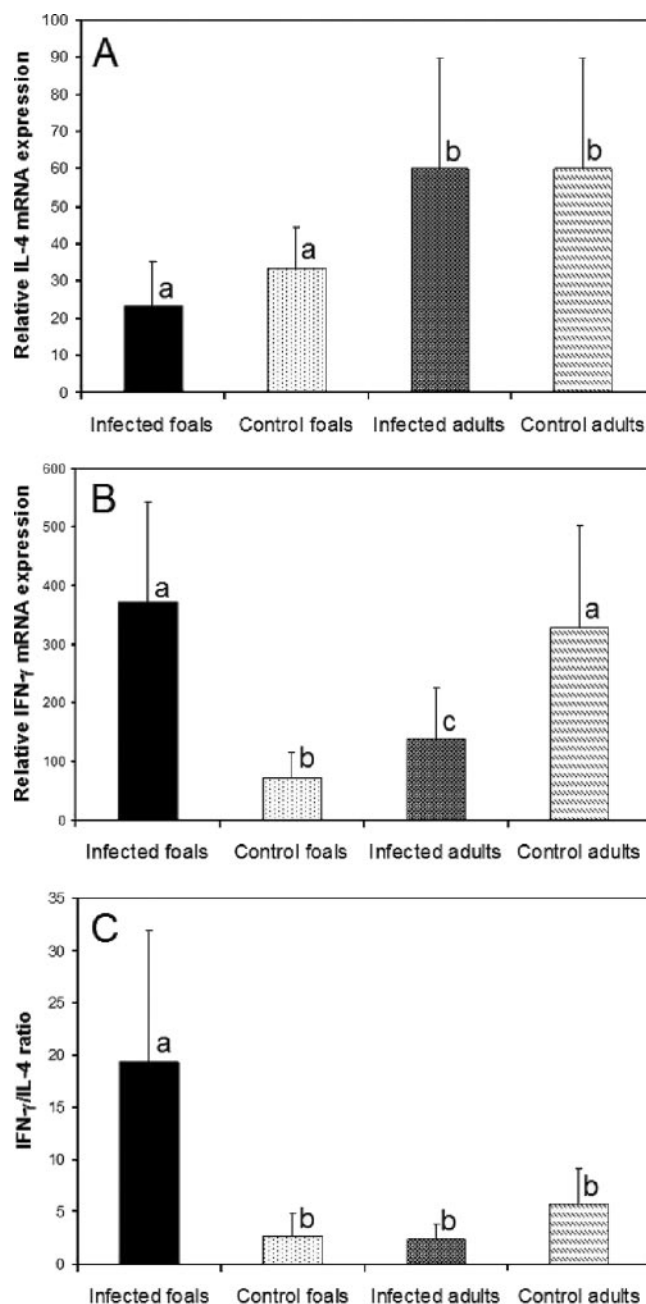 A
Relative IL-4 mRNA expression
100
90
80
70
60
50
40
30
20
10
0
a
a
b
b
Infected foals Control foals Infected adults Control adults
B
Relative IFN-γ mRNA expression
600
500
400
300
200
100
0
a
b
c
a
Infected foals Control foals Infected adults Control adults
C
IFN-γ/IL-4 ratio
35
30
25
20
15
10
5
0
a
b
b
b
Infected foals Control foals Infected adults Control adults